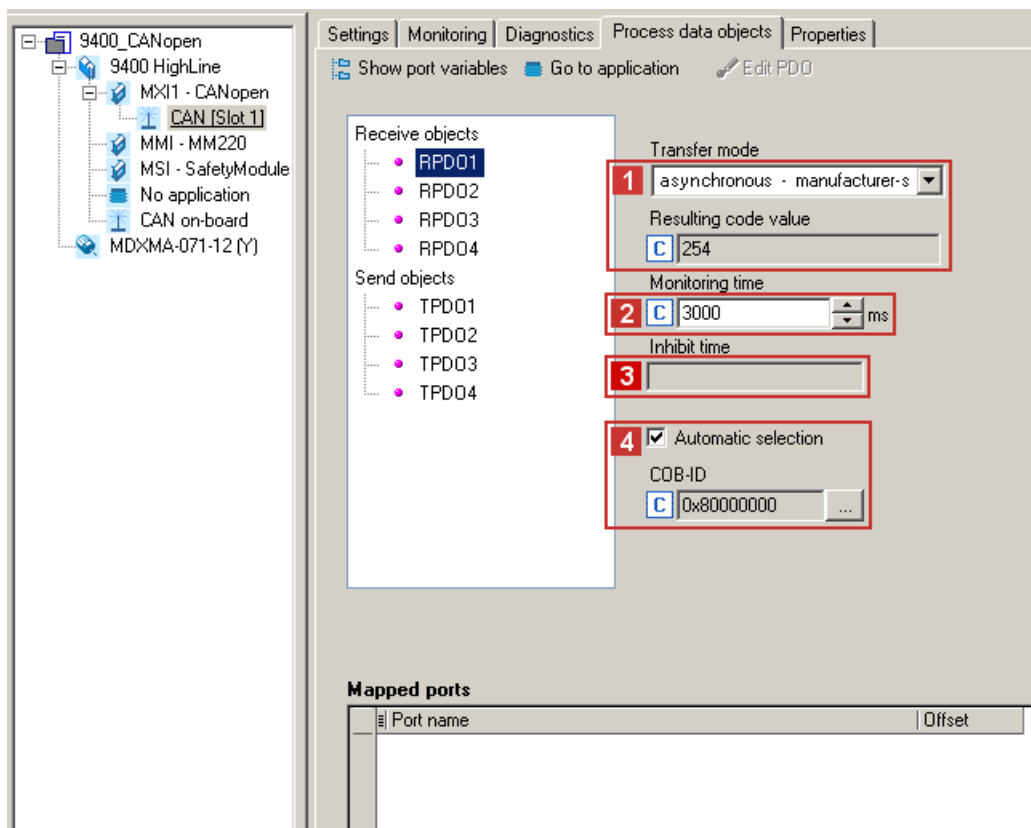 9400_CANopen
9400 HighLine
MXI1 - CANopen
CAN [Slot 1]
MMI - MM220
MSI - SafetyModule
No application
CAN on-board
MDXMA-071-12 (Y)
Settings Monitoring Diagnostics Process data objects Properties
Show port variables Go to application Edit PDO
Receive objects
RPDO1
RPDO2
RPDO3
RPDO4
Send objects
TPDO1
TPDO2
TPDO3
TPDO4
Transfer mode
1 asynchronous - manufacturer-s
Resulting code value
C 254
Monitoring time
2 C 3000 ms
Inhibit time
3
4 Automatic selection
COB-ID
C 0x80000000 ...
Mapped ports
Port name Offset